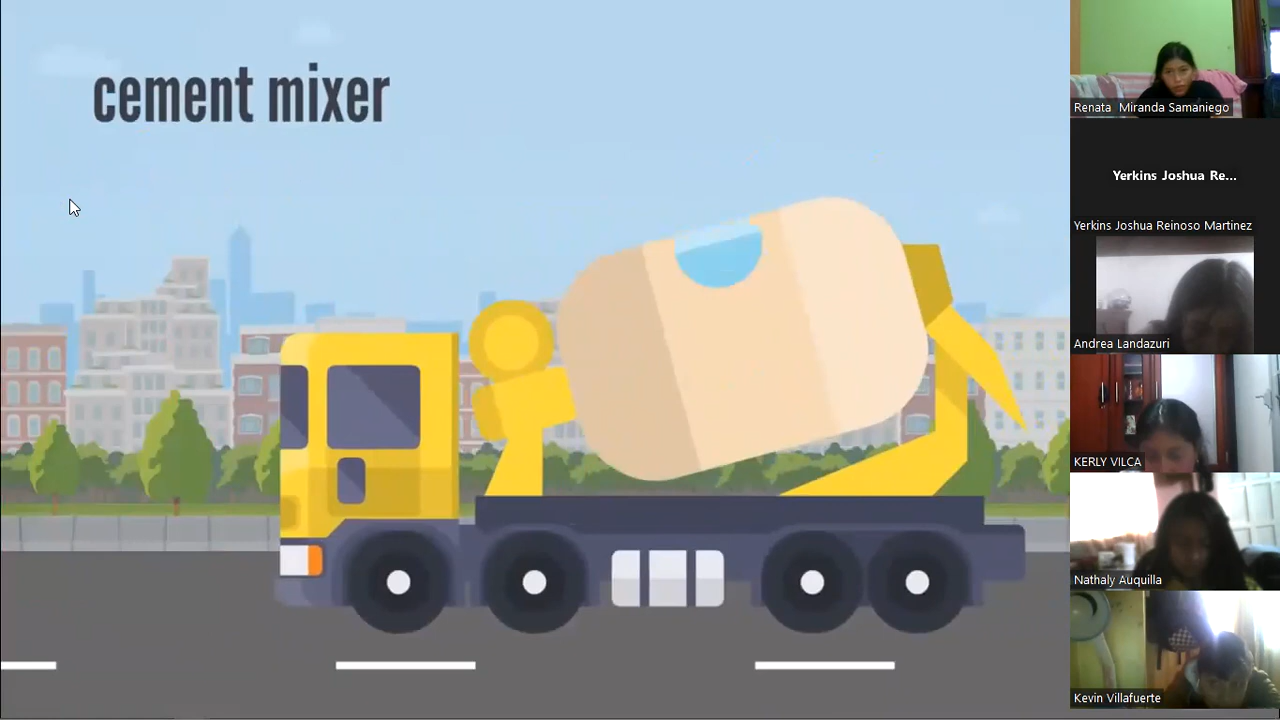 cement mixer
Renata Miranda Samaniego
Yerkins Joshua Re...
Yerkins Joshua Reinoso Martinez
Andrea Landazuri
KERLY VILCA
Nathaly Auquilla
Kevin Villafuerte